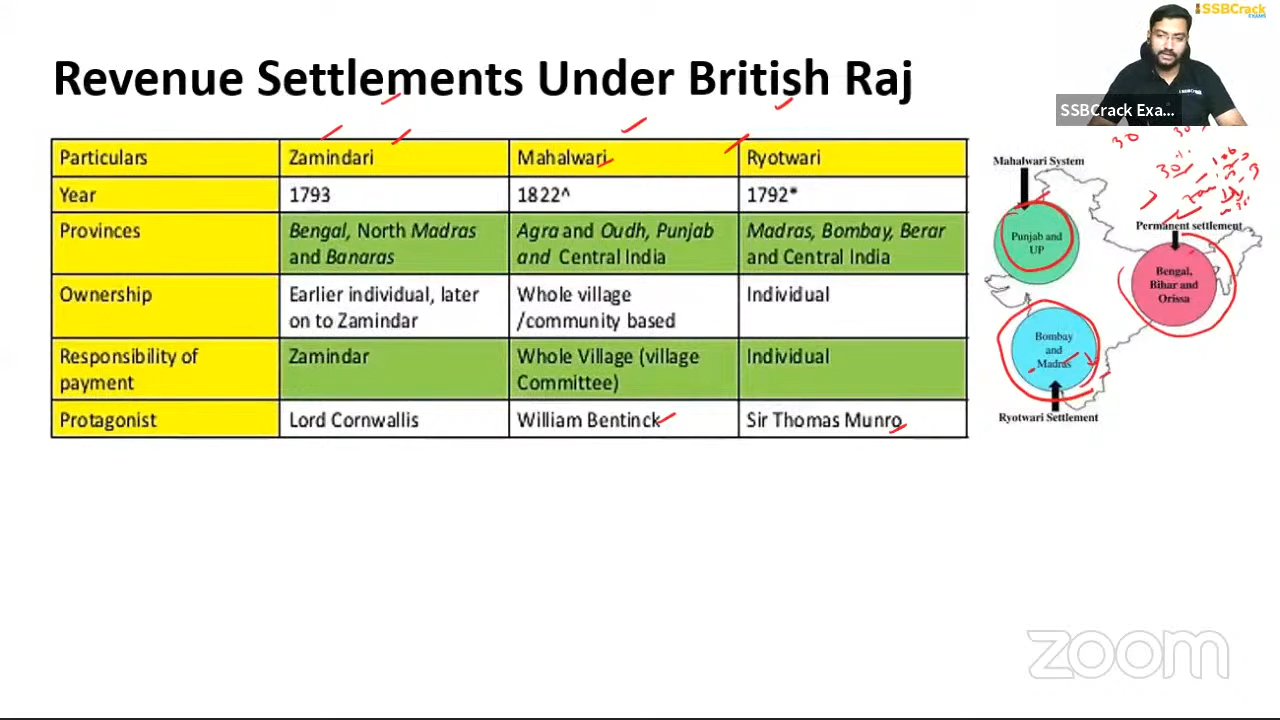 SSBCrack
EXAMS
Revenue Settlements Under British Raj
SSBCrack Exa...
Particulars
Zamindari
Mahalwari
Ryotwari
Year
1793
1822^
1792*
Provinces
Bengal, North Madras
and Banaras
Agra and Oudh, Punjab
and Central India
Madras, Bombay, Berar
and Central India
Ownership
Earlier individual, later
on to Zamindar
Whole village
/community based
Individual
Responsibility of
payment
Zamindar
Whole Village (village
Committee)
Individual
Protagonist
Lord Cornwallis
William Bentinck
Sir Thomas Munro
30
30%
Mahalwari System
Punjab and
UP
Permanent settlement
Bengal,
Bihar and
Orissa
Bombay
and
Madras
Ryotwari Settlement
zoom